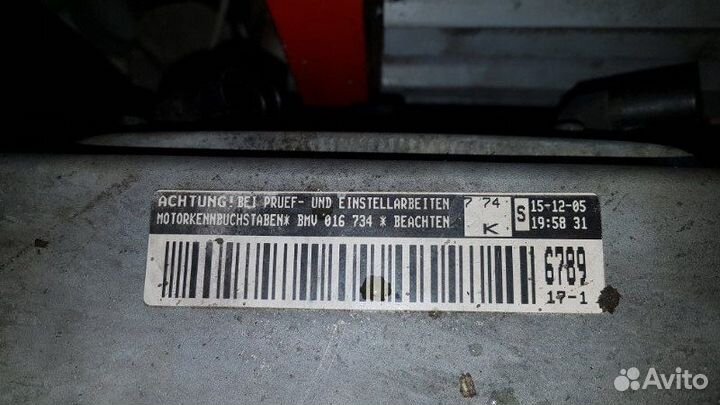 ACHTUNG! BEI PRUEF- UND EINSTELLARBEITEN 7 74 S 15-12-05
MOTORKENNBUCHSTABEN* BMV 016 734 * BEACHTEN K 19:58 31
6789
17-1
Avito